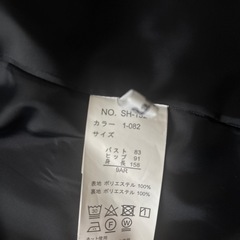 NO. SH-
カラー 1-082
サイズ
バスト 83
ヒップ 91
身長 158
9AR
表地 ポリエステル 100%
裏地 ポリエステル 100%